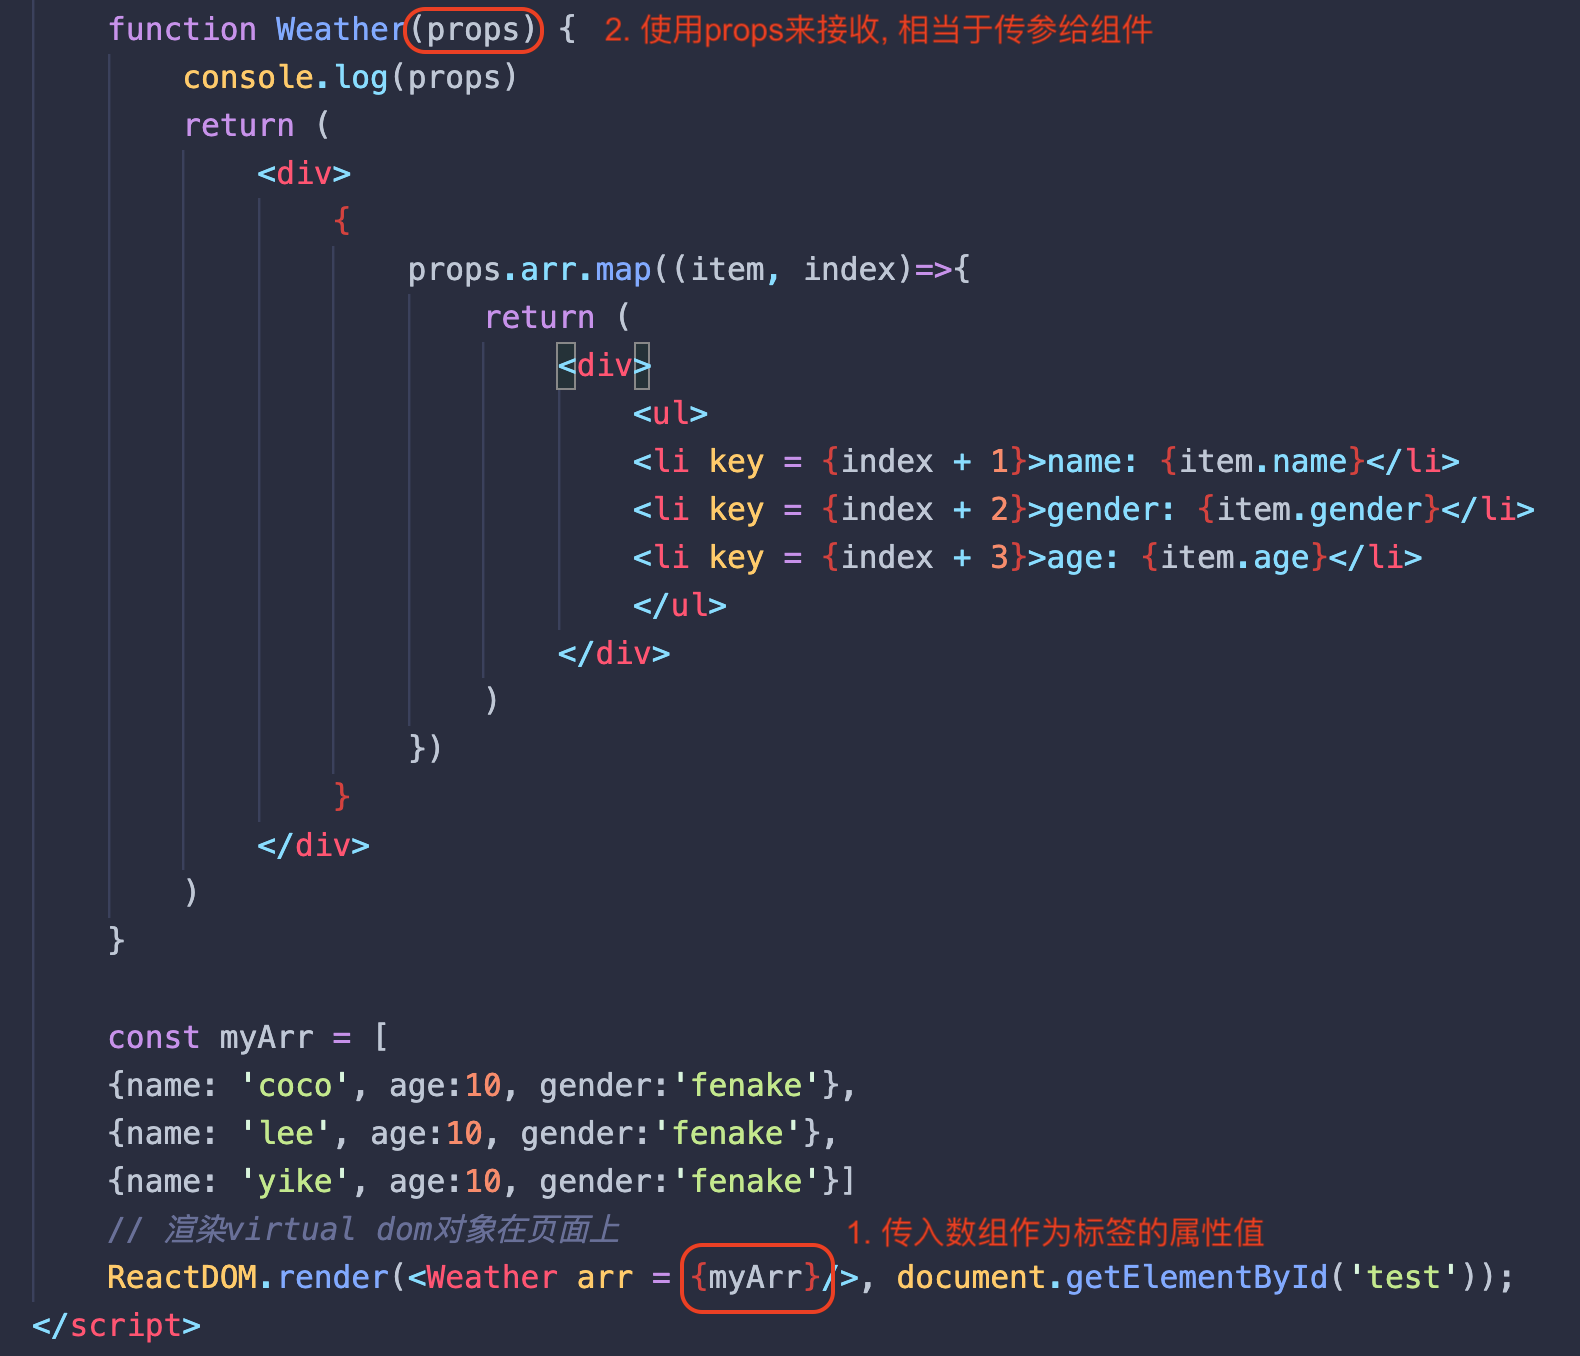 function Weather(props) { 2. 使用props来接收, 相当于传参给组件
console.log(props)
return (
<div>
{
props.arr.map((item, index)=>{
return (
<div>
<ul>
<li key = {index + 1}>name: {item.name}</li>
<li key = {index + 2}>gender: {item.gender}</li>
<li key = {index + 3}>age: {item.age}</li>
</ul>
</div>
)
})
}
</div>
)
}
const myArr = [
{name: 'coco', age:10, gender:'fenake'},
{name: 'lee', age:10, gender:'fenake'},
{name: 'yike', age:10, gender:'fenake'}]
// 渲染virtual dom对象在页面上
1. 传入数组作为标签的属性值
ReactDOM.render(<Weather arr = {myArr}/>, document.getElementById('test'));
</script>